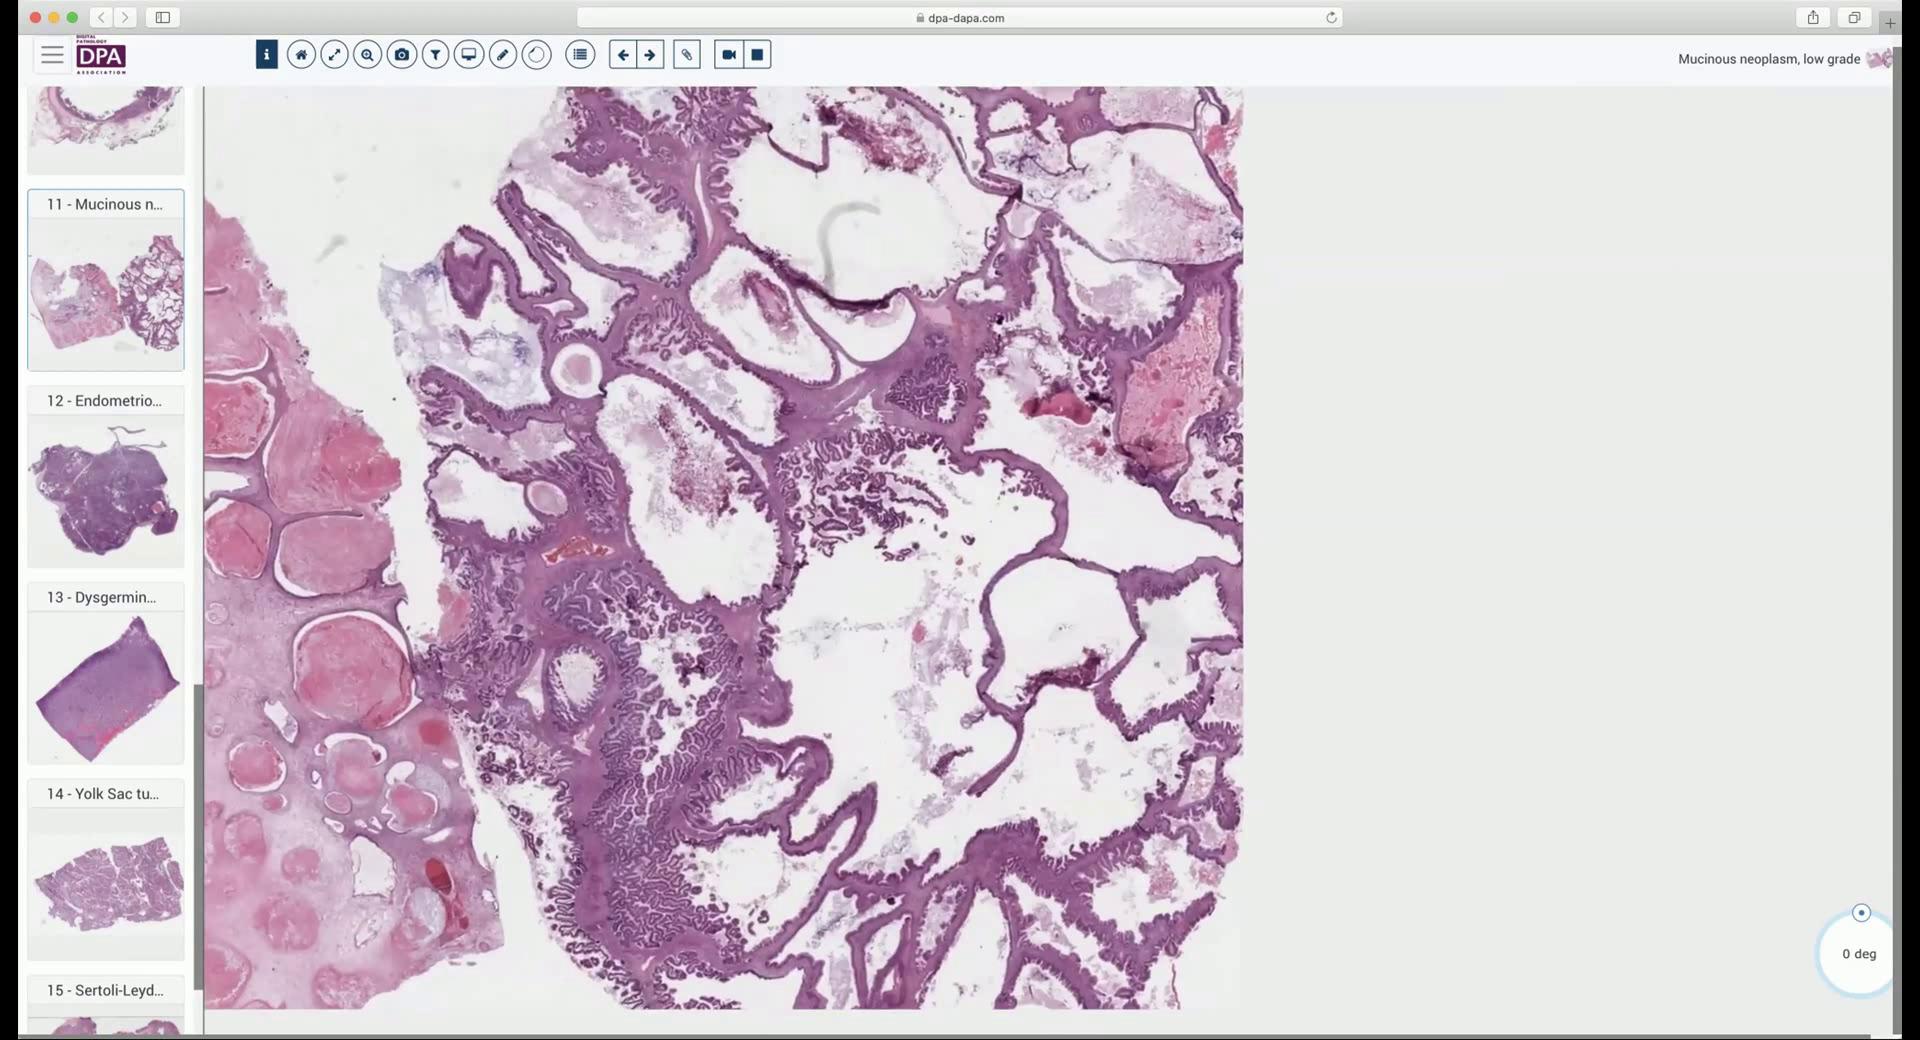 dpa-dapa.com
DIGITAL
PATHOLOGY
DPA
ASSOCIATION
Mucinous neoplasm, low grade
11 - Mucinous n...
12 - Endometrio...
13 - Dysgermin...
14 - Yolk Sac tu...
15 - Sertoli-Leyd...
0 deg